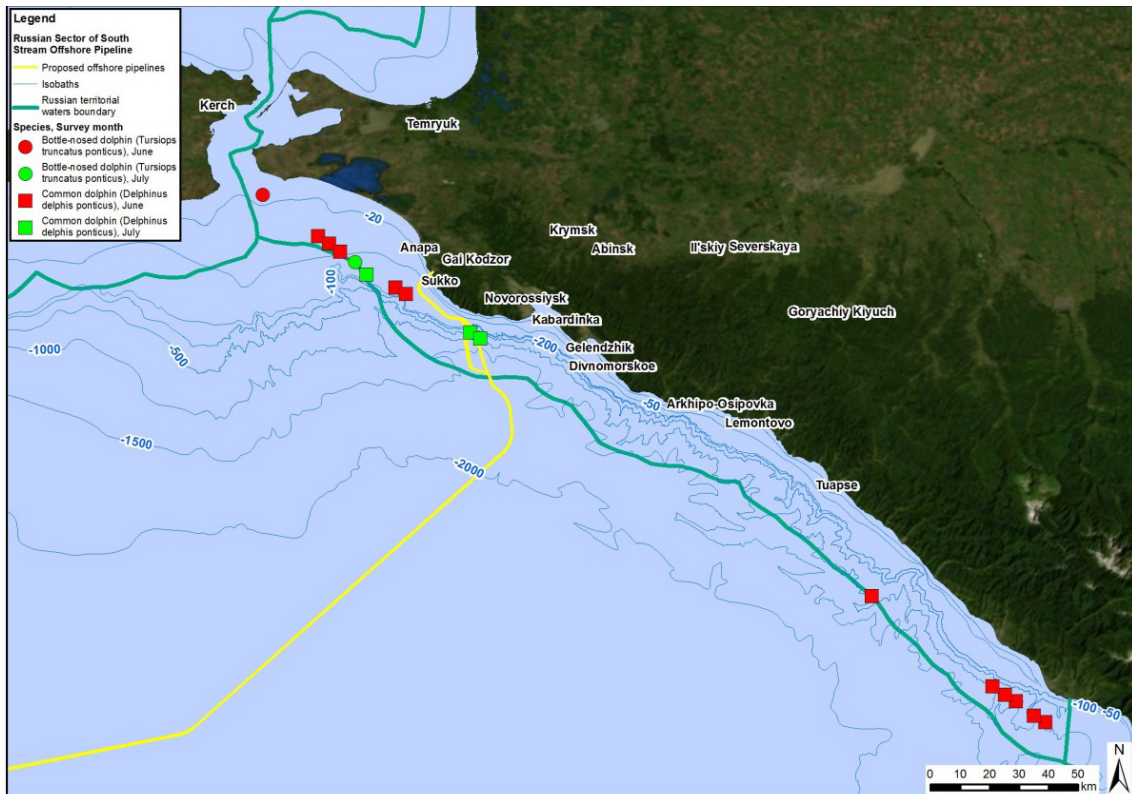 Legend
Russian Sector of South
Stream Offshore Pipeline
Proposed offshore pipelines
Isobaths
Russian territorial
waters boundary
Species, Survey month
Bottle-nosed dolphin (Tursiops
truncatus ponticus), June
Bottle-nosed dolphin (Tursiops
truncatus ponticus), July
Common dolphin (Delphinus
delphis ponticus), June
Common dolphin (Delphinus
delphis ponticus), July
Kerch
Temryuk
-20
Krymsk
Abinsk
Il'skiy Severskaya
Anapa
Gai Kodzor
Sukko
-100
Novorossiysk
Goryachiy Kiyuch
Kabardinka
-200
Gelendzhik
-1000
-500
Divnomorskoe
-50
Arkhipo-Osipovka
Lemontovo
-1500
-2000
Tuapse
-100
-50
N
0 10 20 30 40 50
km